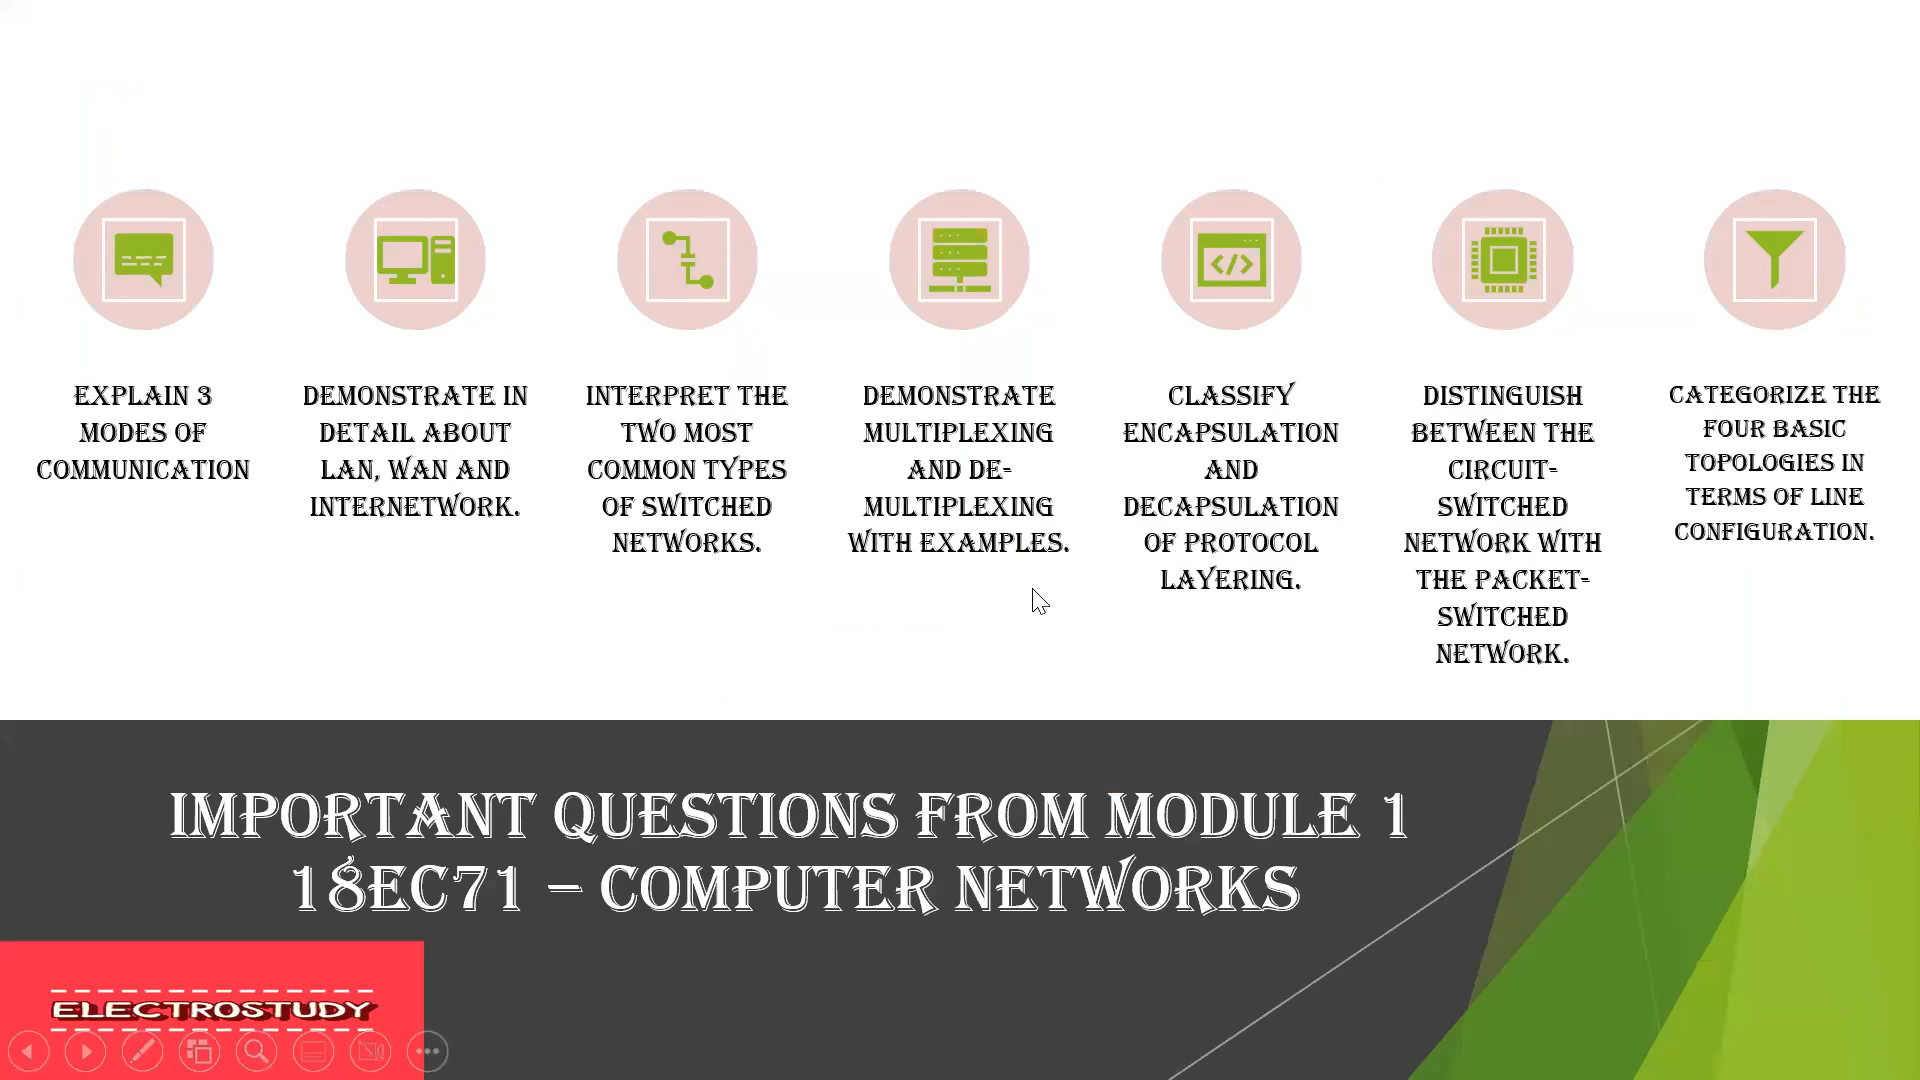 EXPLAIN 3
MODES OF
COMMUNICATION
DEMONSTRATE IN
DETAIL ABOUT
LAN, WAN AND
INTERNETWORK.
INTERPRET THE
TWO MOST
COMMON TYPES
OF SWITCHED
NETWORKS.
DEMONSTRATE
MULTIPLEXING
AND DE-
MULTIPLEXING
WITH EXAMPLES.
CLASSIFY
ENCAPSULATION
AND
DECAPSULATION
OF PROTOCOL
LAYERING.
DISTINGUISH
BETWEEN THE
CIRCUIT-
SWITCHED
NETWORK WITH
THE PACKET-
SWITCHED
NETWORK.
CATEGORIZE THE
FOUR BASIC
TOPOLOGIES IN
TERMS OF LINE
CONFIGURATION.
IMPORTANT QUESTIONS FROM MODULE 1
18EC71 – COMPUTER NETWORKS
ELECTROSTUDY